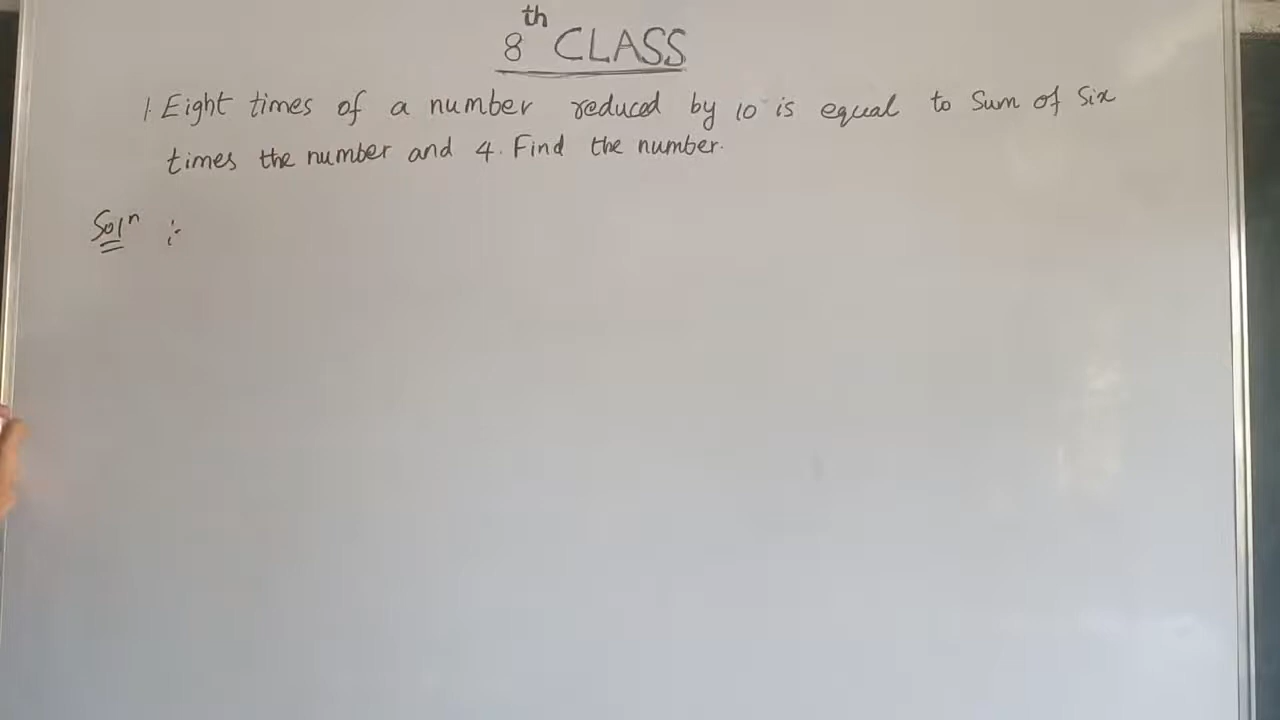 8th CLASS
1. Eight times of a number reduced by 10 is equal to Sum of Six
times the number and 4. Find the number.
Solⁿ :-